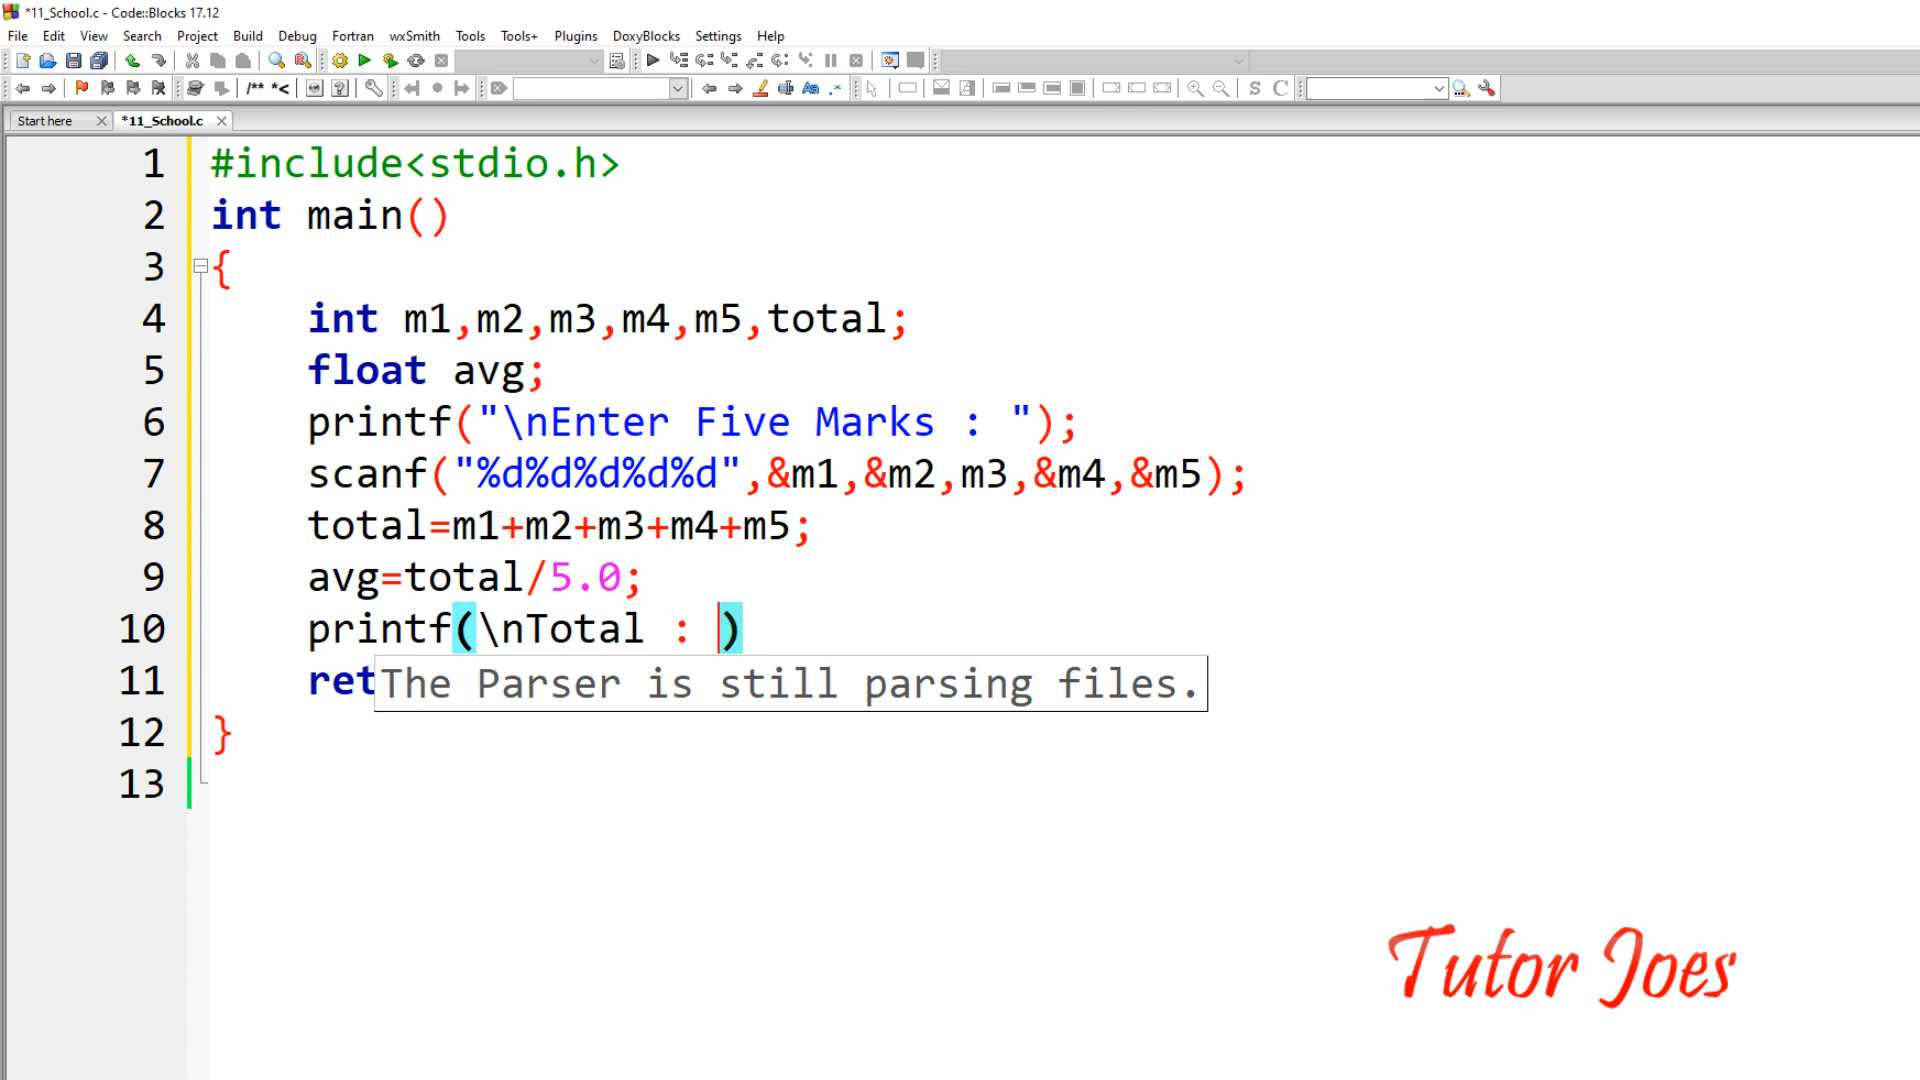 *11_School.c - Code::Blocks 17.12
File Edit View Search Project Build Debug Fortran wxSmith Tools Tools+ Plugins DoxyBlocks Settings Help
/** *<
S C
Start here *11_School.c
1 #include<stdio.h>
2 int main()
3 {
4 int m1,m2,m3,m4,m5,total;
5 float avg;
6 printf("\nEnter Five Marks : ");
7 scanf("%d%d%d%d%d",&m1,&m2,m3,&m4,&m5);
8 total=m1+m2+m3+m4+m5;
9 avg=total/5.0;
10 printf(\nTotal : )
11 ret
The Parser is still parsing files.
12 }
13
Tutor Joes